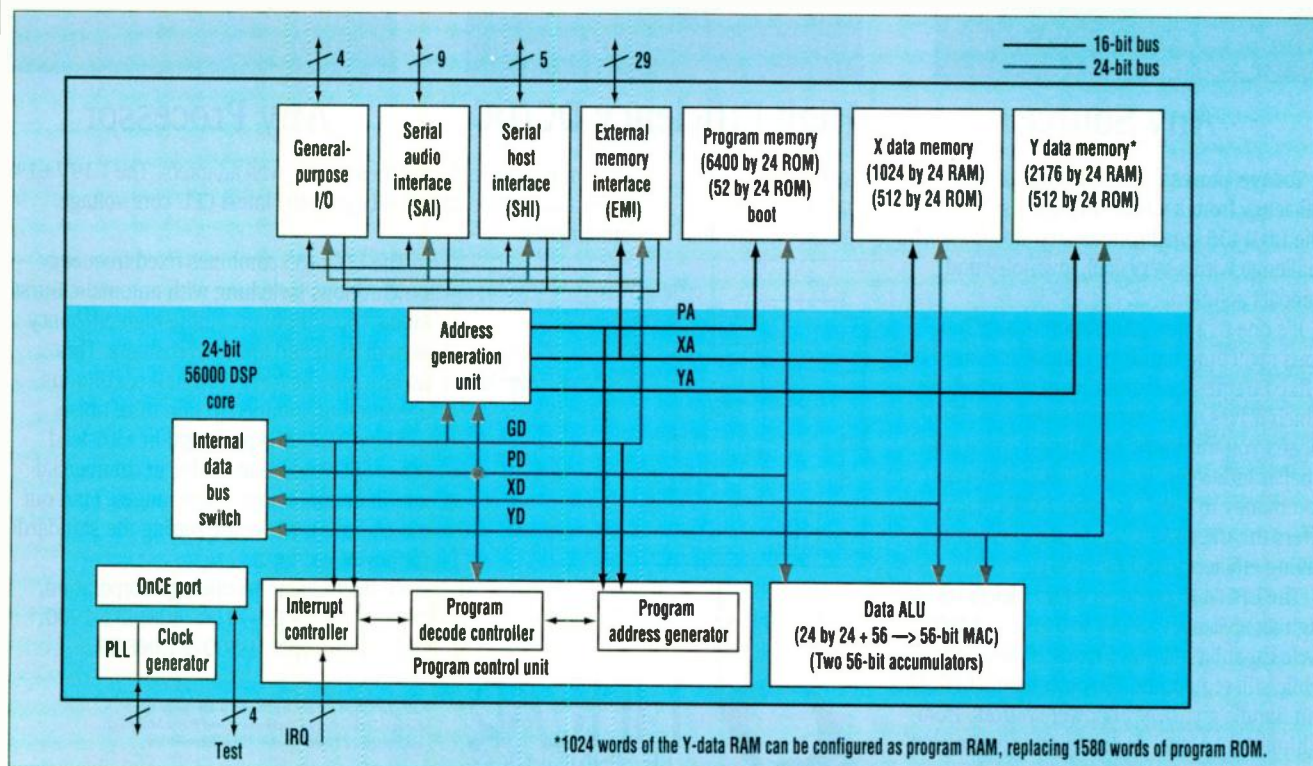 4
9
5
29
16-bit bus
24-bit bus
General-
purpose
I/O
Serial
audio
interface
(SAI)
Serial
host
interface
(SHI)
External
memory
interface
(EMI)
Program memory
(6400 by 24 ROM)
(52 by 24 ROM)
boot
X data memory
(1024 by 24 RAM)
(512 by 24 ROM)
Y data memory*
(2176 by 24 RAM)
(512 by 24 ROM)
Address
generation
unit
PA
XA
YA
24-bit
56000 DSP
core
Internal
data
bus
switch
GD
PD
XD
YD
OnCE port
PLL
Clock
generator
Interrupt
controller
Program
decode controller
Program
address generator
Program control unit
Data ALU
(24 by 24 + 56 —> 56-bit MAC)
(Two 56-bit accumulators)
4
Test
IRQ
*1024 words of the Y-data RAM can be configured as program RAM, replacing 1580 words of program ROM.